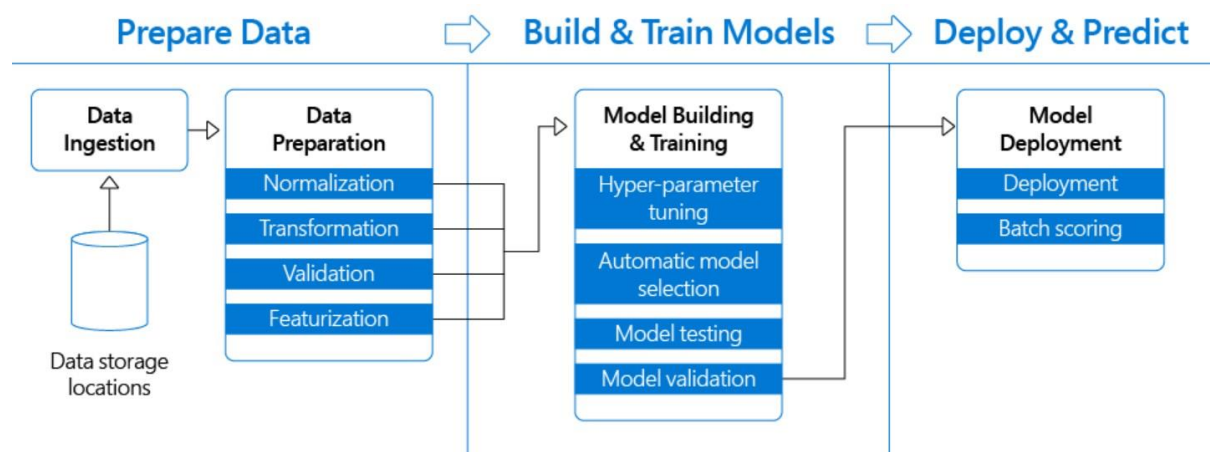 Prepare Data
Build & Train Models
Deploy & Predict
Data
Ingestion
Data storage
locations
Data
Preparation
Normalization
Transformation
Validation
Featurization
Model Building
& Training
Hyper-parameter
tuning
Automatic model
selection
Model testing
Model validation
Model
Deployment
Deployment
Batch scoring